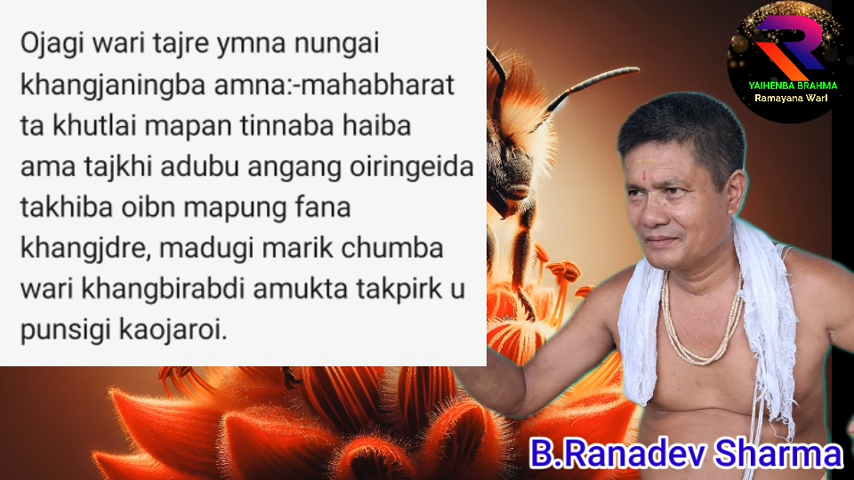 Ojagi wari tajre ymna nungai
khangjaningba amna:-mahabharat
ta khutlai mapan tinnaba haiba
ama tajkhi adubu angang oiringeida
takhiba oibn mapung fana
khangjdre, madugi marik chumba
wari khangbirabdi amukta takpirk u
punsigi kaojaroi.
YAIHENBA BRAHMA
Ramayana Wari
B.Ranadev Sharma